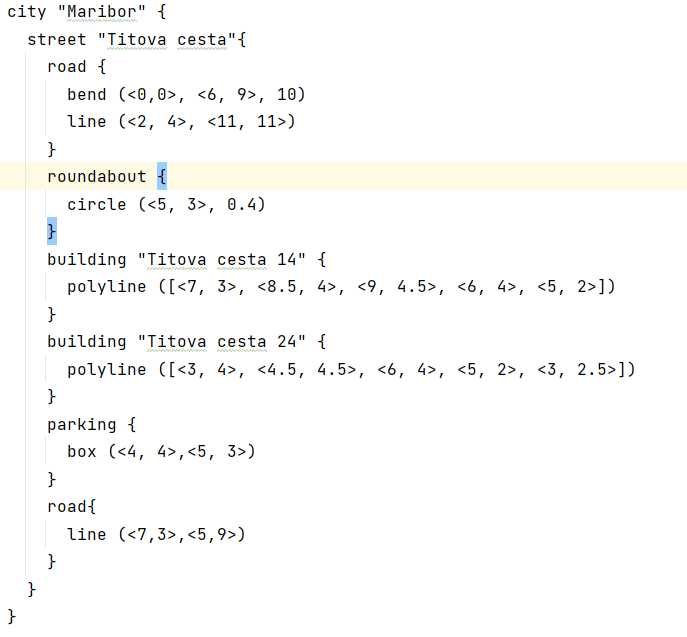 city "Maribor" {
  street "Titova cesta"{
    road {
      bend (<0,0>, <6, 9>, 10)
      line (<2, 4>, <11, 11>)
    }
    roundabout {
      circle (<5, 3>, 0.4)
    }
    building "Titova cesta 14" {
      polyline ([<7, 3>, <8.5, 4>, <9, 4.5>, <6, 4>, <5, 2>])
    }
    building "Titova cesta 24" {
      polyline ([<3, 4>, <4.5, 4.5>, <6, 4>, <5, 2>, <3, 2.5>])
    }
    parking {
      box (<4, 4>,<5, 3>)
    }
    road{
      line (<7,3>,<5,9>)
    }
  }
}